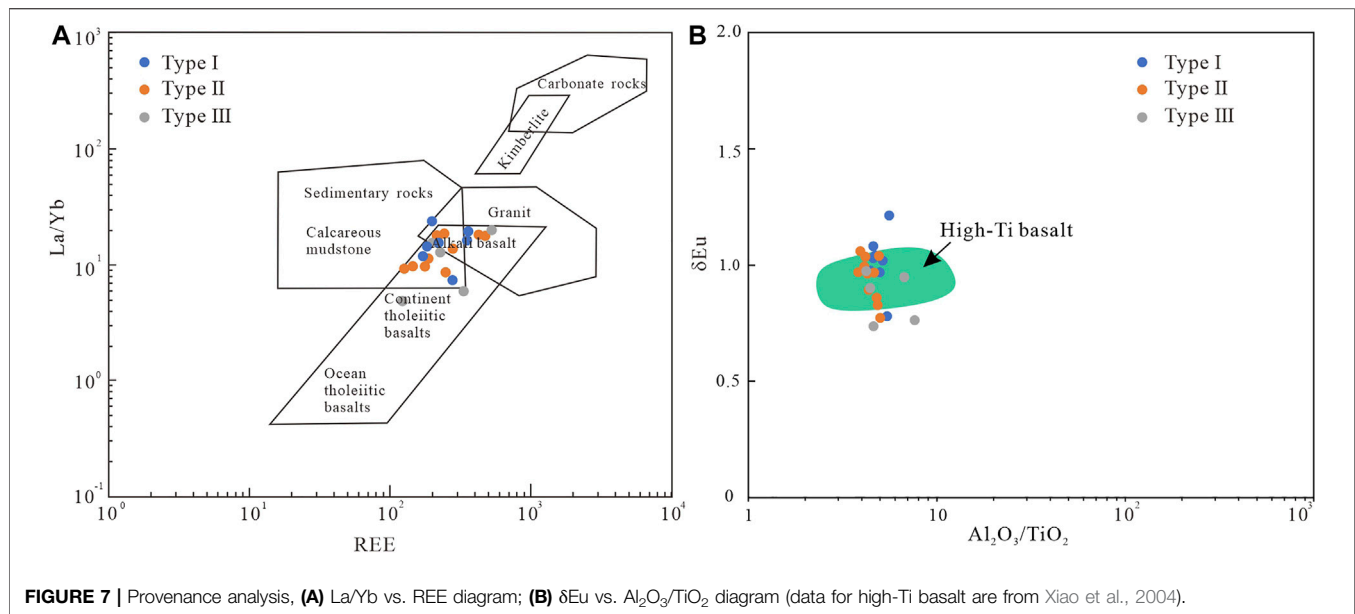 A
10³
10²
10¹
10⁰
10⁻¹
La/Yb
Type I
Type II
Type III
Carbonate rocks
Kimberlite
Sedimentary rocks
Granit
Calcareous
mudstone
Alkali basalt
Continent
tholeiitic
basalts
Ocean
tholeiitic
basalts
10⁰
10¹
10²
10³
10⁴
REE
B
2.0
1.5
1.0
0.5
0
δEu
Type I
Type II
Type III
High-Ti basalt
1
10
10²
10³
Al₂O₃/TiO₂
FIGURE 7 | Provenance analysis, (A) La/Yb vs. REE diagram; (B) δEu vs. Al₂O₃/TiO₂ diagram (data for high-Ti basalt are from Xiao et al., 2004).